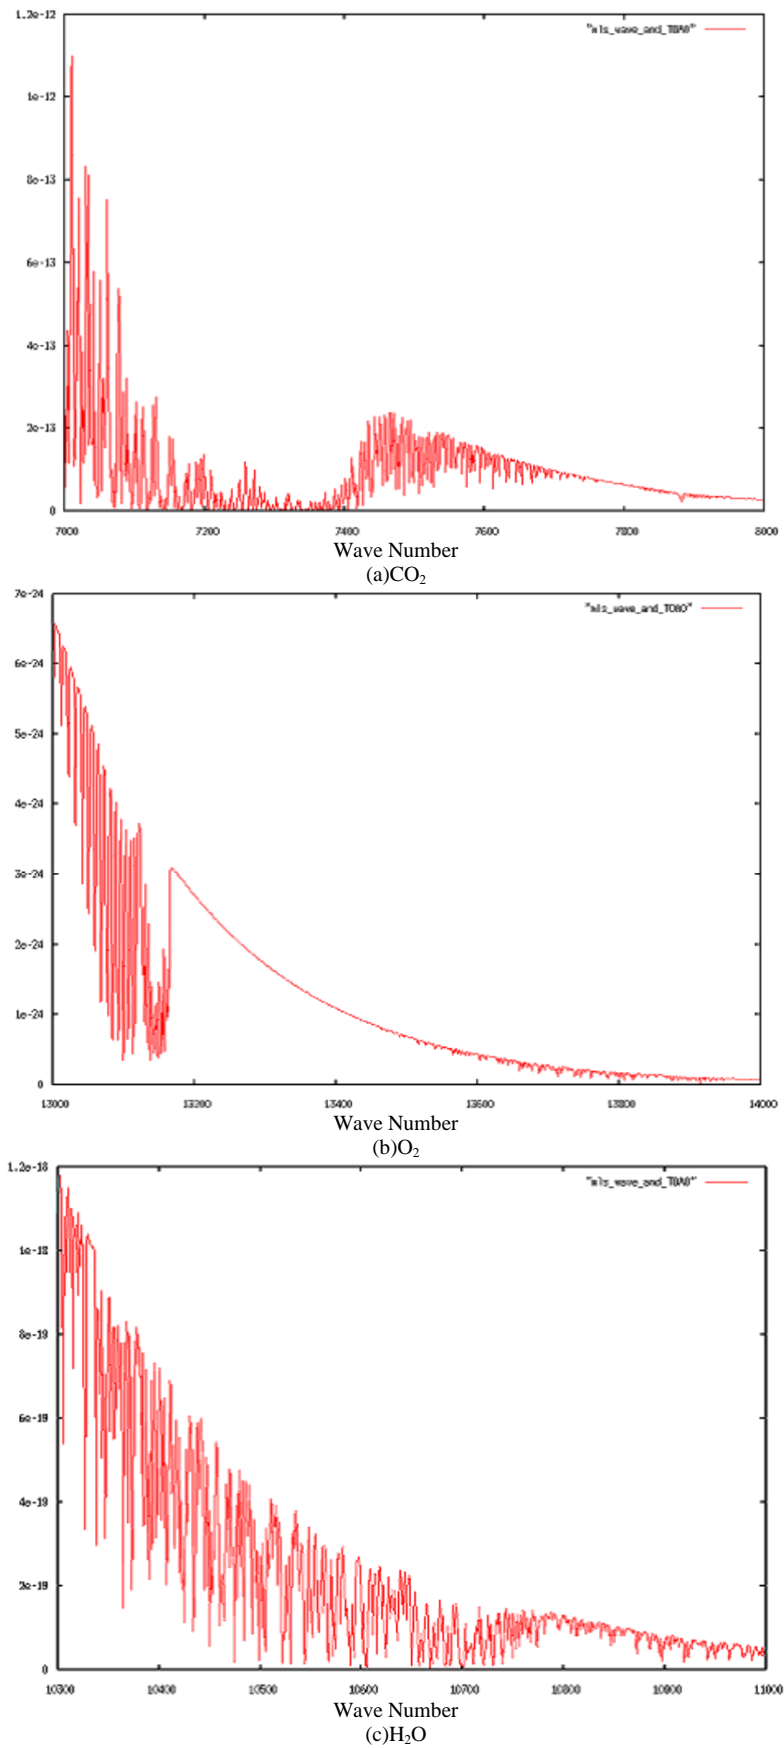 1.2e-12
"mls_wave_and_TOA0"
1e-12
8e-13
6e-13
4e-13
2e-13
0
7000 7200 7400 7600 7800 8000
Wave Number
(a)CO₂
7e-24
"mls_wave_and_TOA0"
6e-24
5e-24
4e-24
3e-24
2e-24
1e-24
0
13000 13200 13400 13600 13800 14000
Wave Number
(b)O₂
1.2e-18
"mls_wave_and_TOA0"
1e-18
8e-19
6e-19
4e-19
2e-19
0
10300 10400 10500 10600 10700 10800 10900 11000
Wave Number
(c)H₂O